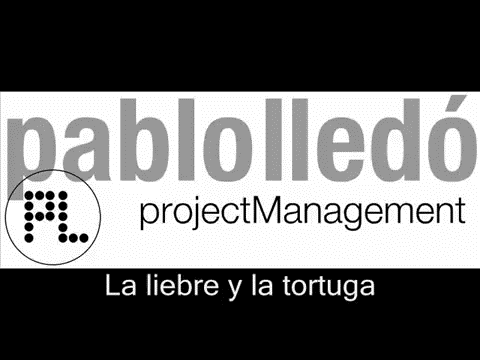 pablolledó
PL
projectManagement
La liebre y la tortuga